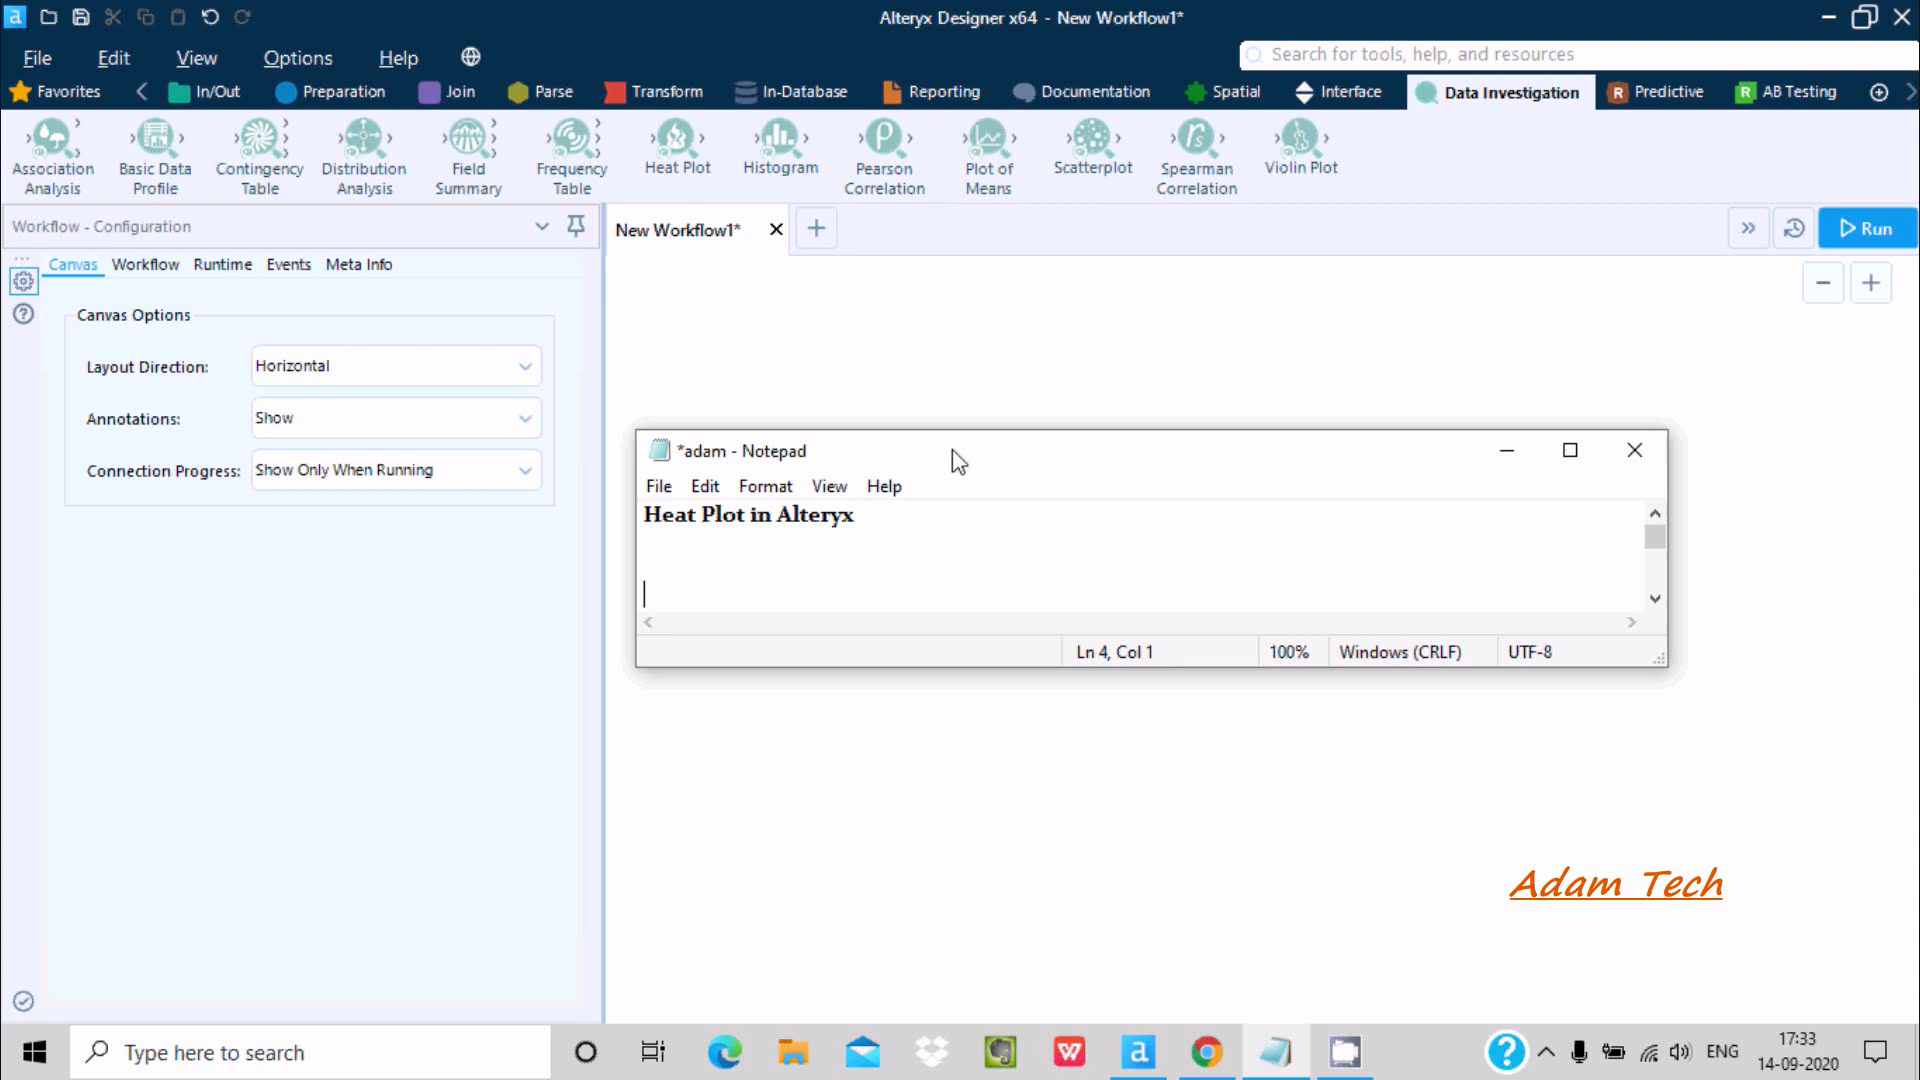 Alteryx Designer x64 - New Workflow1*
File Edit View Options Help
Search for tools, help, and resources
Favorites In/Out Preparation Join Parse Transform In-Database Reporting Documentation Spatial Interface Data Investigation Predictive AB Testing
Association Analysis
Basic Data Profile
Contingency Table
Distribution Analysis
Field Summary
Frequency Table
Heat Plot
Histogram
Pearson Correlation
Plot of Means
Scatterplot
Spearman Correlation
Violin Plot
Workflow - Configuration
New Workflow1*
Run
Canvas Workflow Runtime Events Meta Info
Canvas Options
Layout Direction: Horizontal
Annotations: Show
Connection Progress: Show Only When Running
*adam - Notepad
File Edit Format View Help
Heat Plot in Alteryx
Ln 4, Col 1 100% Windows (CRLF) UTF-8
Adam Tech
Type here to search
ENG
17:33
14-09-2020